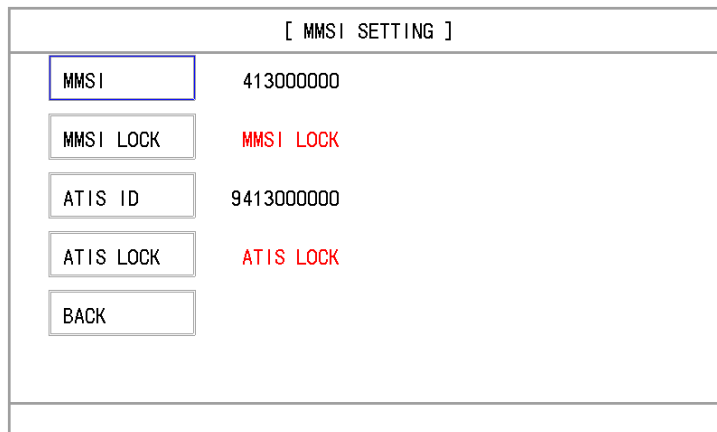 [ MMSI SETTING ]
MMSI 413000000
MMSI LOCK MMSI LOCK
ATIS ID 9413000000
ATIS LOCK ATIS LOCK
BACK